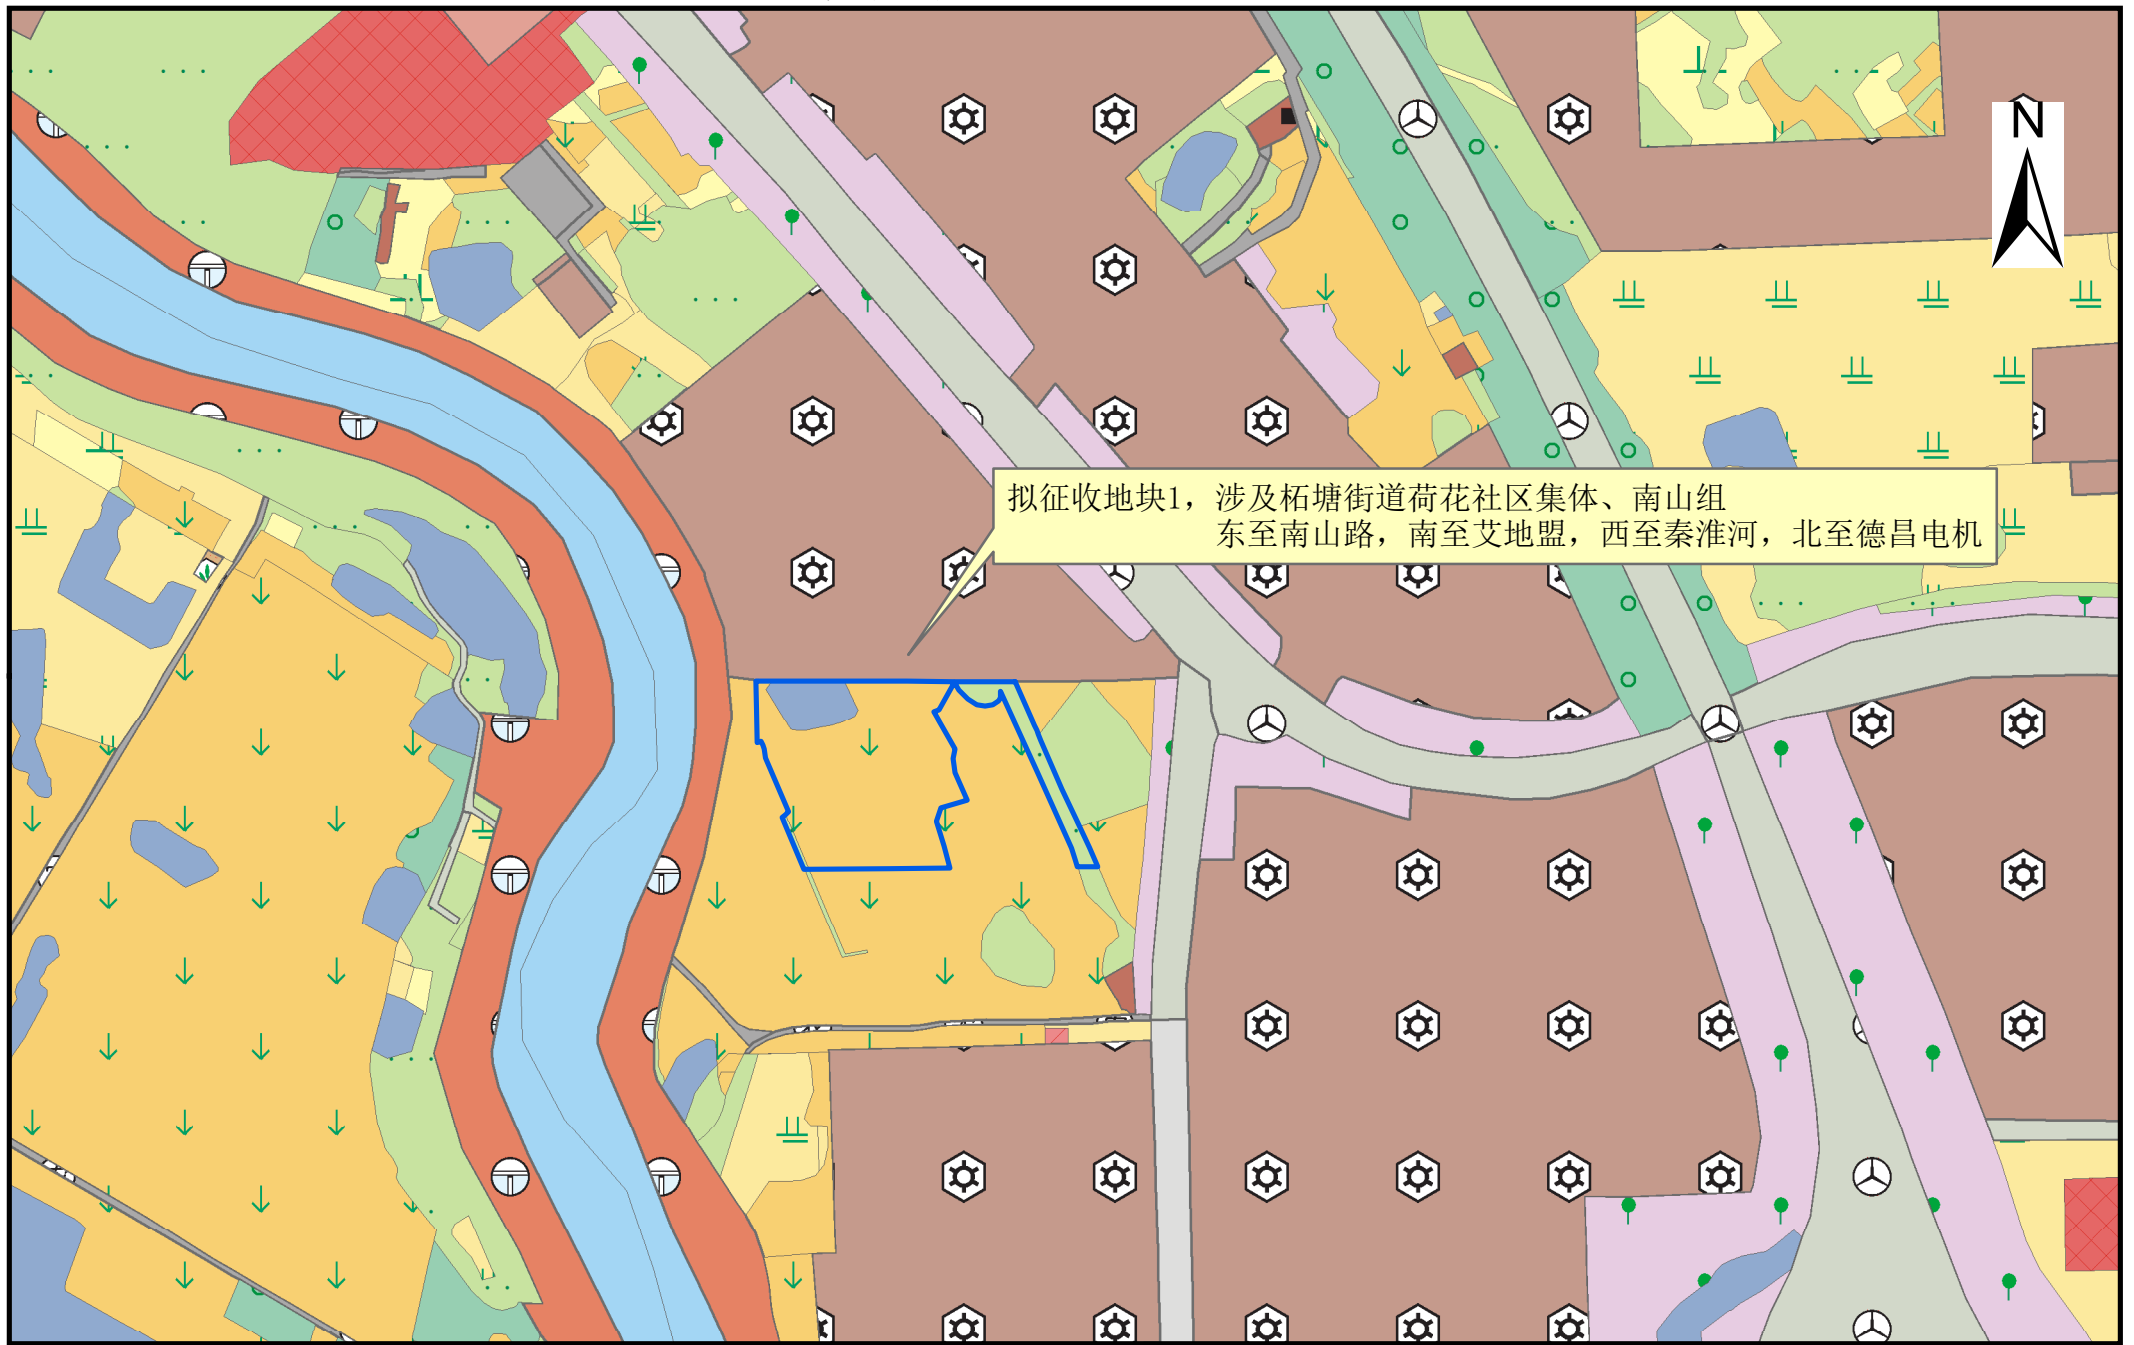 N
拟征收地块1，涉及柘塘街道荷花社区集体、南山组
东至南山路，南至艾地盟，西至秦淮河，北至德昌电机